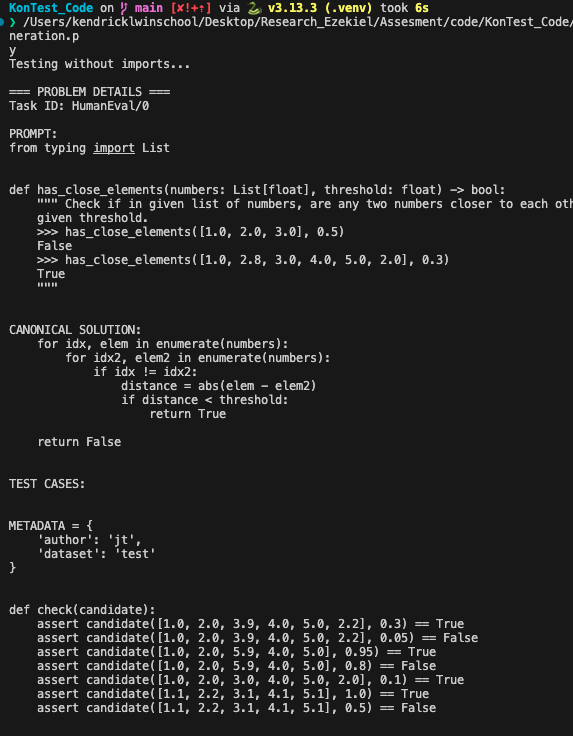 KonTest_Code on main [✘!+⇡] via 🐍 v3.13.3 (.venv) took 6s
❯ /Users/kendricklwinschool/Desktop/Research_Ezekiel/Assesment/code/KonTest_Code/
neration.p
y
Testing without imports...
=== PROBLEM DETAILS ===
Task ID: HumanEval/0
PROMPT:
from typing import List
def has_close_elements(numbers: List[float], threshold: float) -> bool:
    """ Check if in given list of numbers, are any two numbers closer to each oth
    given threshold.
    >>> has_close_elements([1.0, 2.0, 3.0], 0.5)
    False
    >>> has_close_elements([1.0, 2.8, 3.0, 4.0, 5.0, 2.0], 0.3)
    True
    """
CANONICAL SOLUTION:
    for idx, elem in enumerate(numbers):
        for idx2, elem2 in enumerate(numbers):
            if idx != idx2:
                distance = abs(elem - elem2)
                if distance < threshold:
                    return True
    return False
TEST CASES:
METADATA = {
    'author': 'jt',
    'dataset': 'test'
}
def check(candidate):
    assert candidate([1.0, 2.0, 3.9, 4.0, 5.0, 2.2], 0.3) == True
    assert candidate([1.0, 2.0, 3.9, 4.0, 5.0, 2.2], 0.05) == False
    assert candidate([1.0, 2.0, 5.9, 4.0, 5.0], 0.95) == True
    assert candidate([1.0, 2.0, 5.9, 4.0, 5.0], 0.8) == False
    assert candidate([1.0, 2.0, 3.0, 4.0, 5.0, 2.0], 0.1) == True
    assert candidate([1.1, 2.2, 3.1, 4.1, 5.1], 1.0) == True
    assert candidate([1.1, 2.2, 3.1, 4.1, 5.1], 0.5) == False